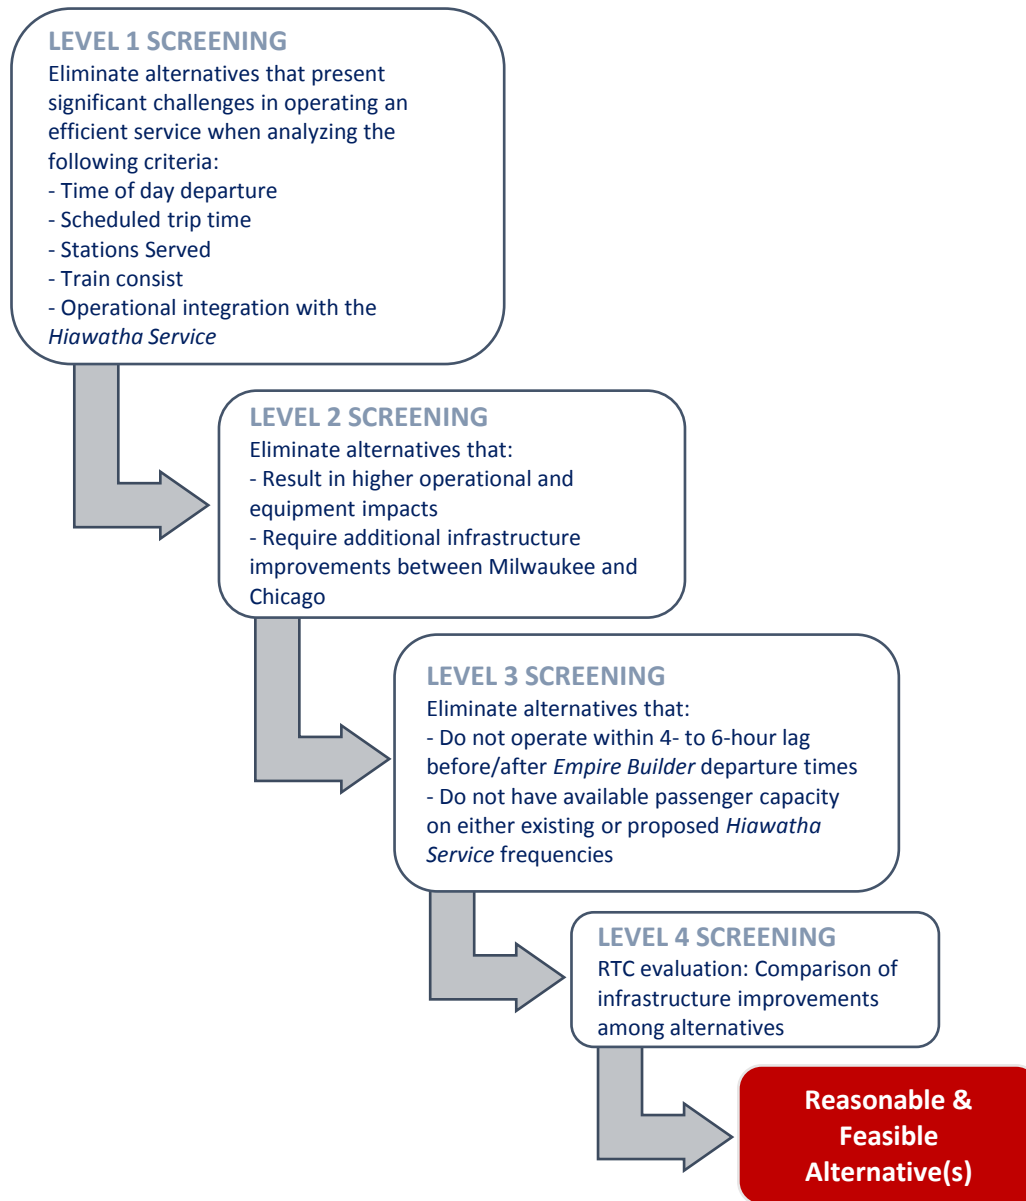 LEVEL 1 SCREENING
Eliminate alternatives that present
significant challenges in operating an
efficient service when analyzing the
following criteria:
- Time of day departure
- Scheduled trip time
- Stations Served
- Train consist
- Operational integration with the
Hiawatha Service
LEVEL 2 SCREENING
Eliminate alternatives that:
- Result in higher operational and
equipment impacts
- Require additional infrastructure
improvements between Milwaukee and
Chicago
LEVEL 3 SCREENING
Eliminate alternatives that:
- Do not operate within 4- to 6-hour lag
before/after Empire Builder departure times
- Do not have available passenger capacity
on either existing or proposed Hiawatha
Service frequencies
LEVEL 4 SCREENING
RTC evaluation: Comparison of
infrastructure improvements
among alternatives
Reasonable &
Feasible
Alternative(s)